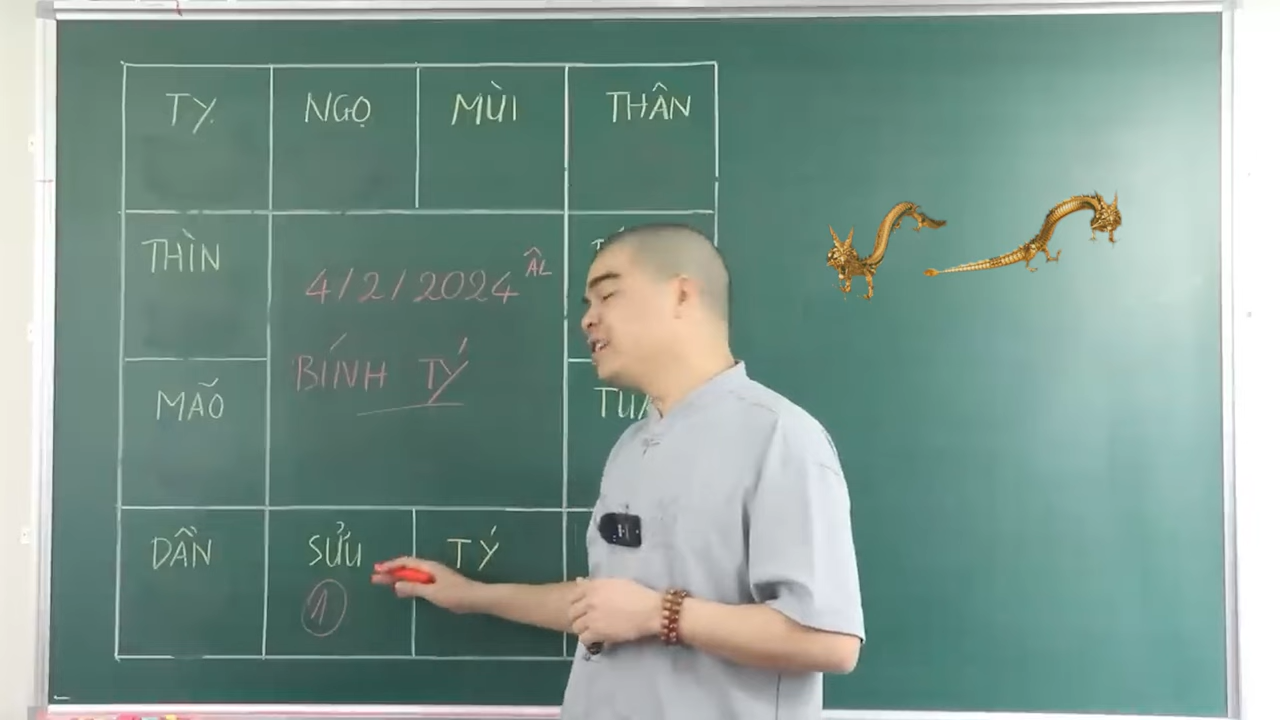 TỴ NGỌ MÙI THÂN
THÌN
4/2/2024 ÂL
BÍNH TÝ
MÃO
DẦN SỬU TÝ
1